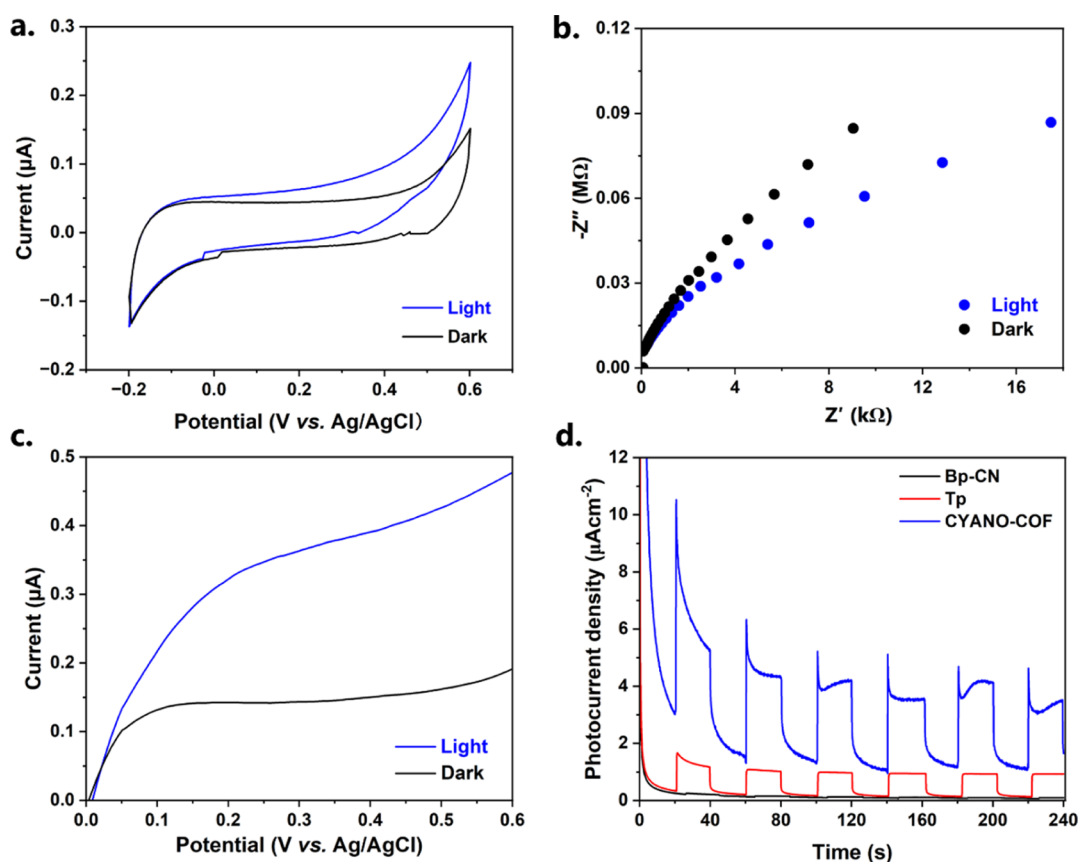 a.
0.3
0.2
0.1
0.0
−0.1
−0.2
Current (µA)
Light
Dark
−0.2 0.0 0.2 0.4 0.6
Potential (V vs. Ag/AgCl)
b.
0.12
0.09
0.06
0.03
0.00
-Z″ (MΩ)
Light
Dark
0 4 8 12 16
Z′ (kΩ)
c.
0.5
0.4
0.3
0.2
0.1
0.0
Current (µA)
Light
Dark
0.0 0.1 0.2 0.3 0.4 0.5 0.6
Potential (V vs. Ag/AgCl)
d.
12
10
8
6
4
2
0
Photocurrent density (µAcm-2)
Bp-CN
Tp
CYANO-COF
0 40 80 120 160 200 240
Time (s)